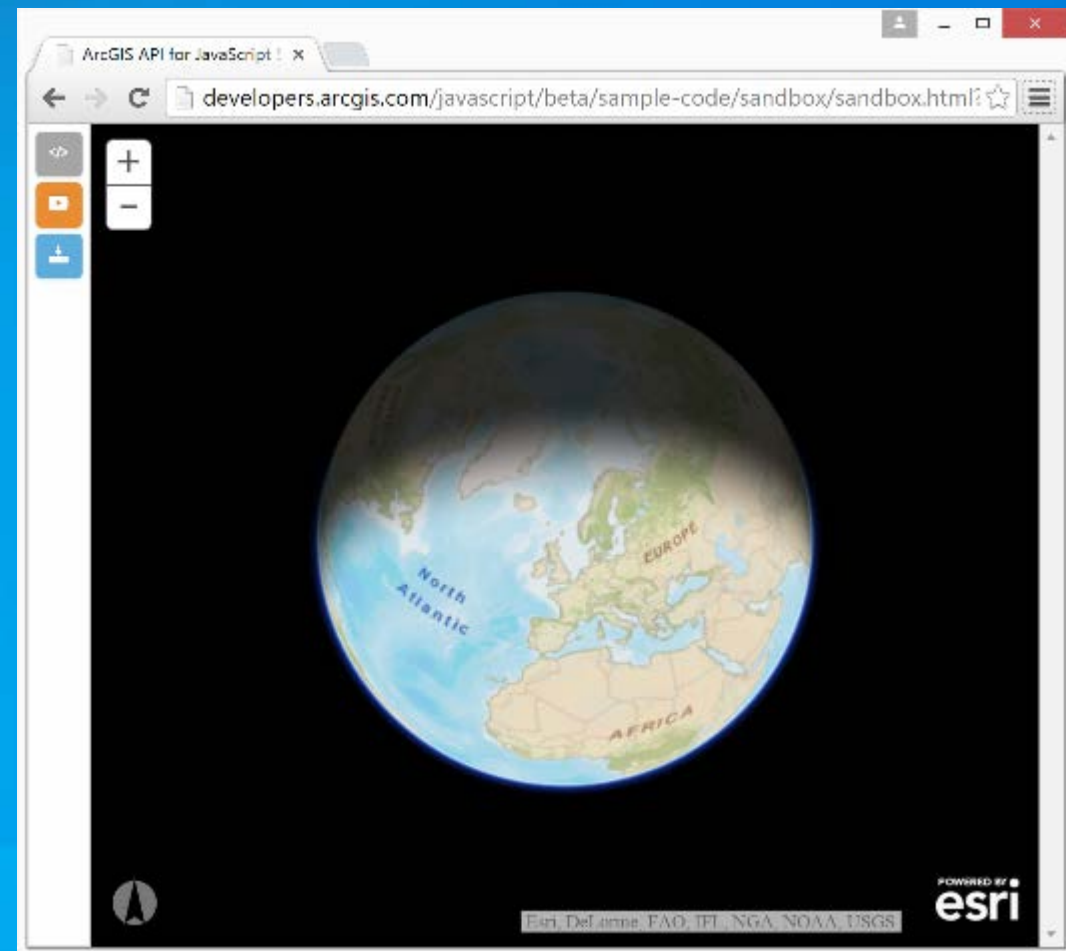 ArcGIS API for JavaScript
developers.arcgis.com/javascript/beta/sample-code/sandbox/sandbox.html?
</>
+
−
EUROPE
North
Atlantic
AFRICA
POWERED BY
esri
Esri, DeLorme, FAO, IFL, NGA, NOAA, USGS